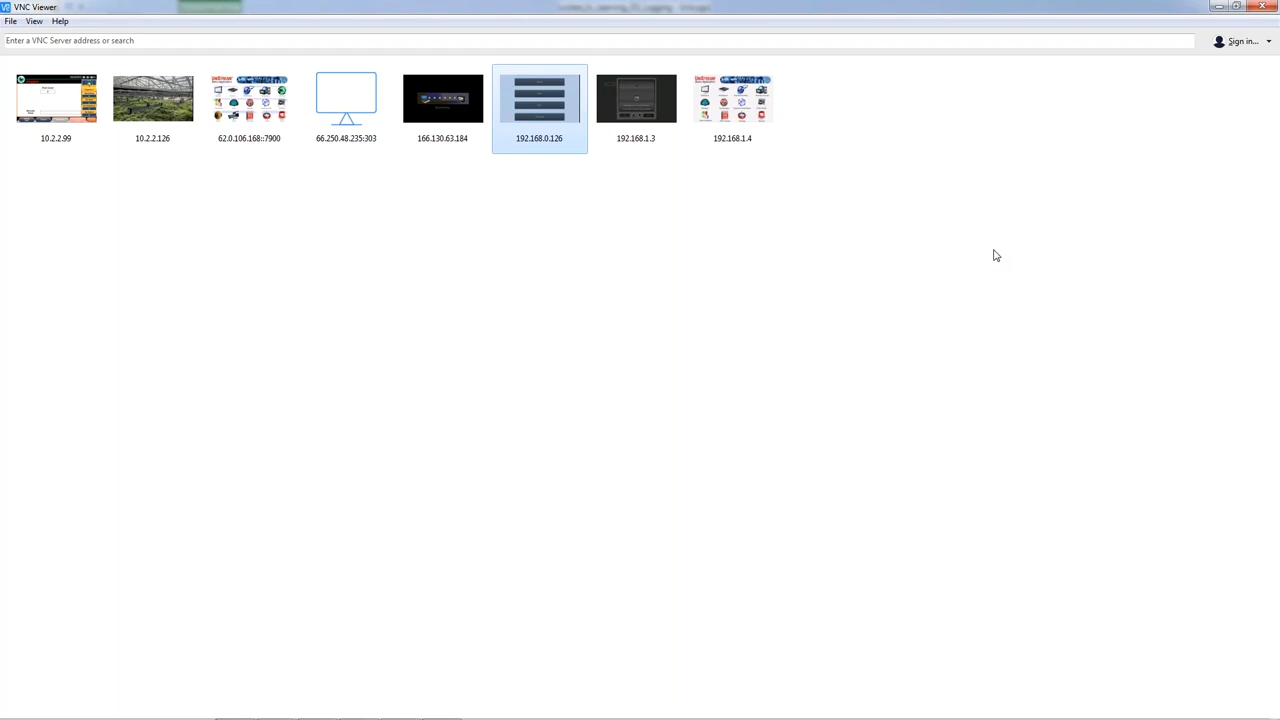 VNC Viewer
File View Help
Enter a VNC Server address or search
Sign in...
10.2.2.99
10.2.2.126
62.0.106.168::7900
66.250.48.235:303
166.130.63.184
192.168.0.126
192.168.1.3
192.168.1.4